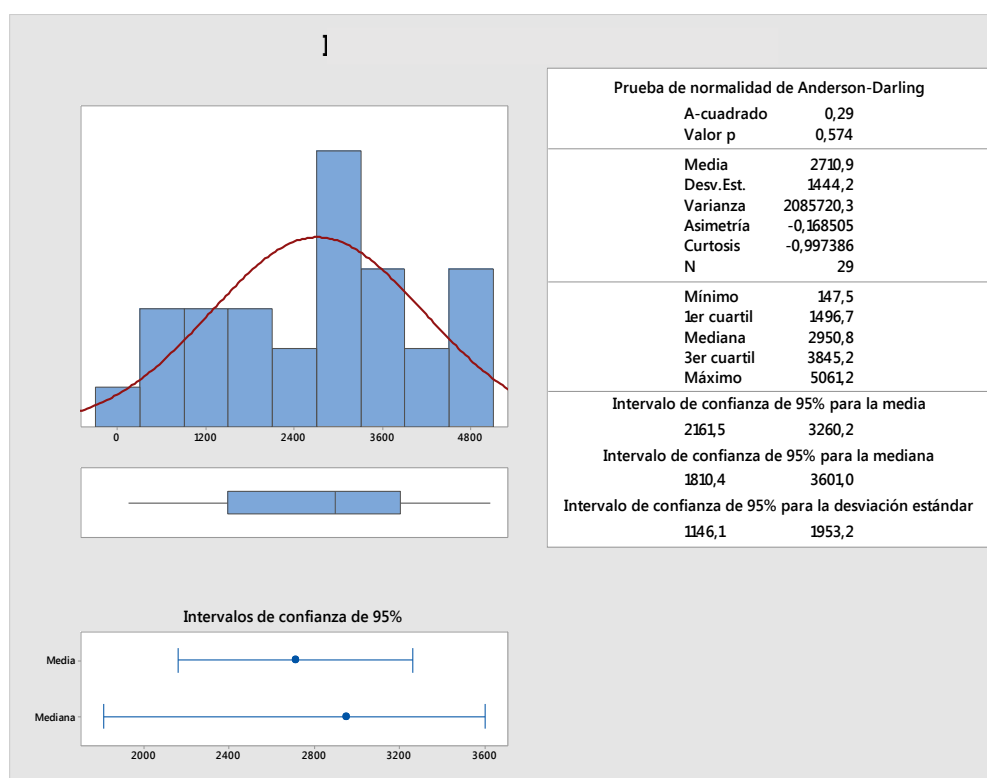 ]
Prueba de normalidad de Anderson-Darling
A-cuadrado 0,29
Valor p 0,574
Media 2710,9
Desv.Est. 1444,2
Varianza 2085720,3
Asimetría -0,168505
Curtosis -0,997386
N 29
Mínimo 147,5
1er cuartil 1496,7
Mediana 2950,8
3er cuartil 3845,2
Máximo 5061,2
Intervalo de confianza de 95% para la media
2161,5 3260,2
Intervalo de confianza de 95% para la mediana
1810,4 3601,0
Intervalo de confianza de 95% para la desviación estándar
1146,1 1953,2
0 1200 2400 3600 4800
Intervalos de confianza de 95%
Media
Mediana
2000 2400 2800 3200 3600